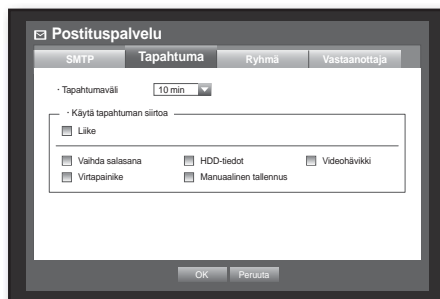 Postituspalvelu
SMTP Tapahtuma Ryhmä Vastaanottaja
· Tapahtumaväli 10 min
· Käytä tapahtuman siirtoa
Liike
Vaihda salasana HDD-tiedot Videohävikki
Virtapainike Manuaalinen tallennus
OK Peruuta